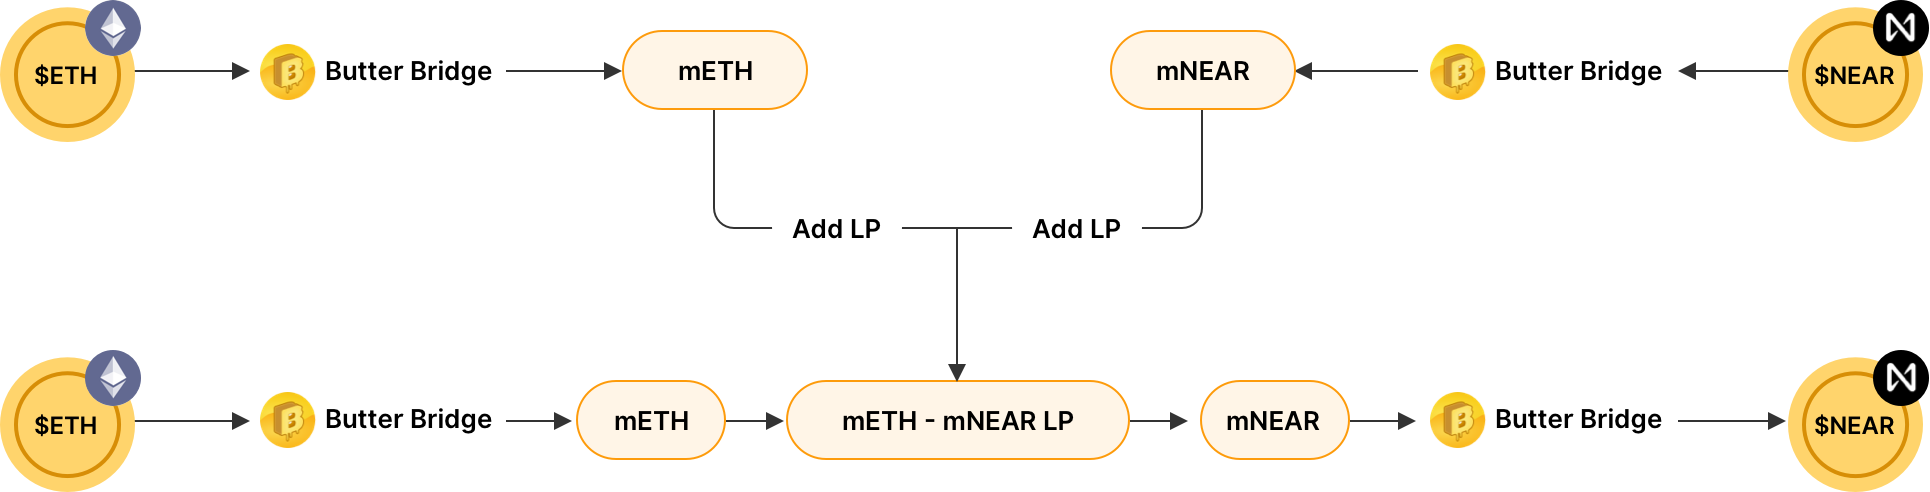 $ETH
Butter Bridge
mETH
mNEAR
Butter Bridge
$NEAR
Add LP
Add LP
$ETH
Butter Bridge
mETH
mETH - mNEAR LP
mNEAR
Butter Bridge
$NEAR